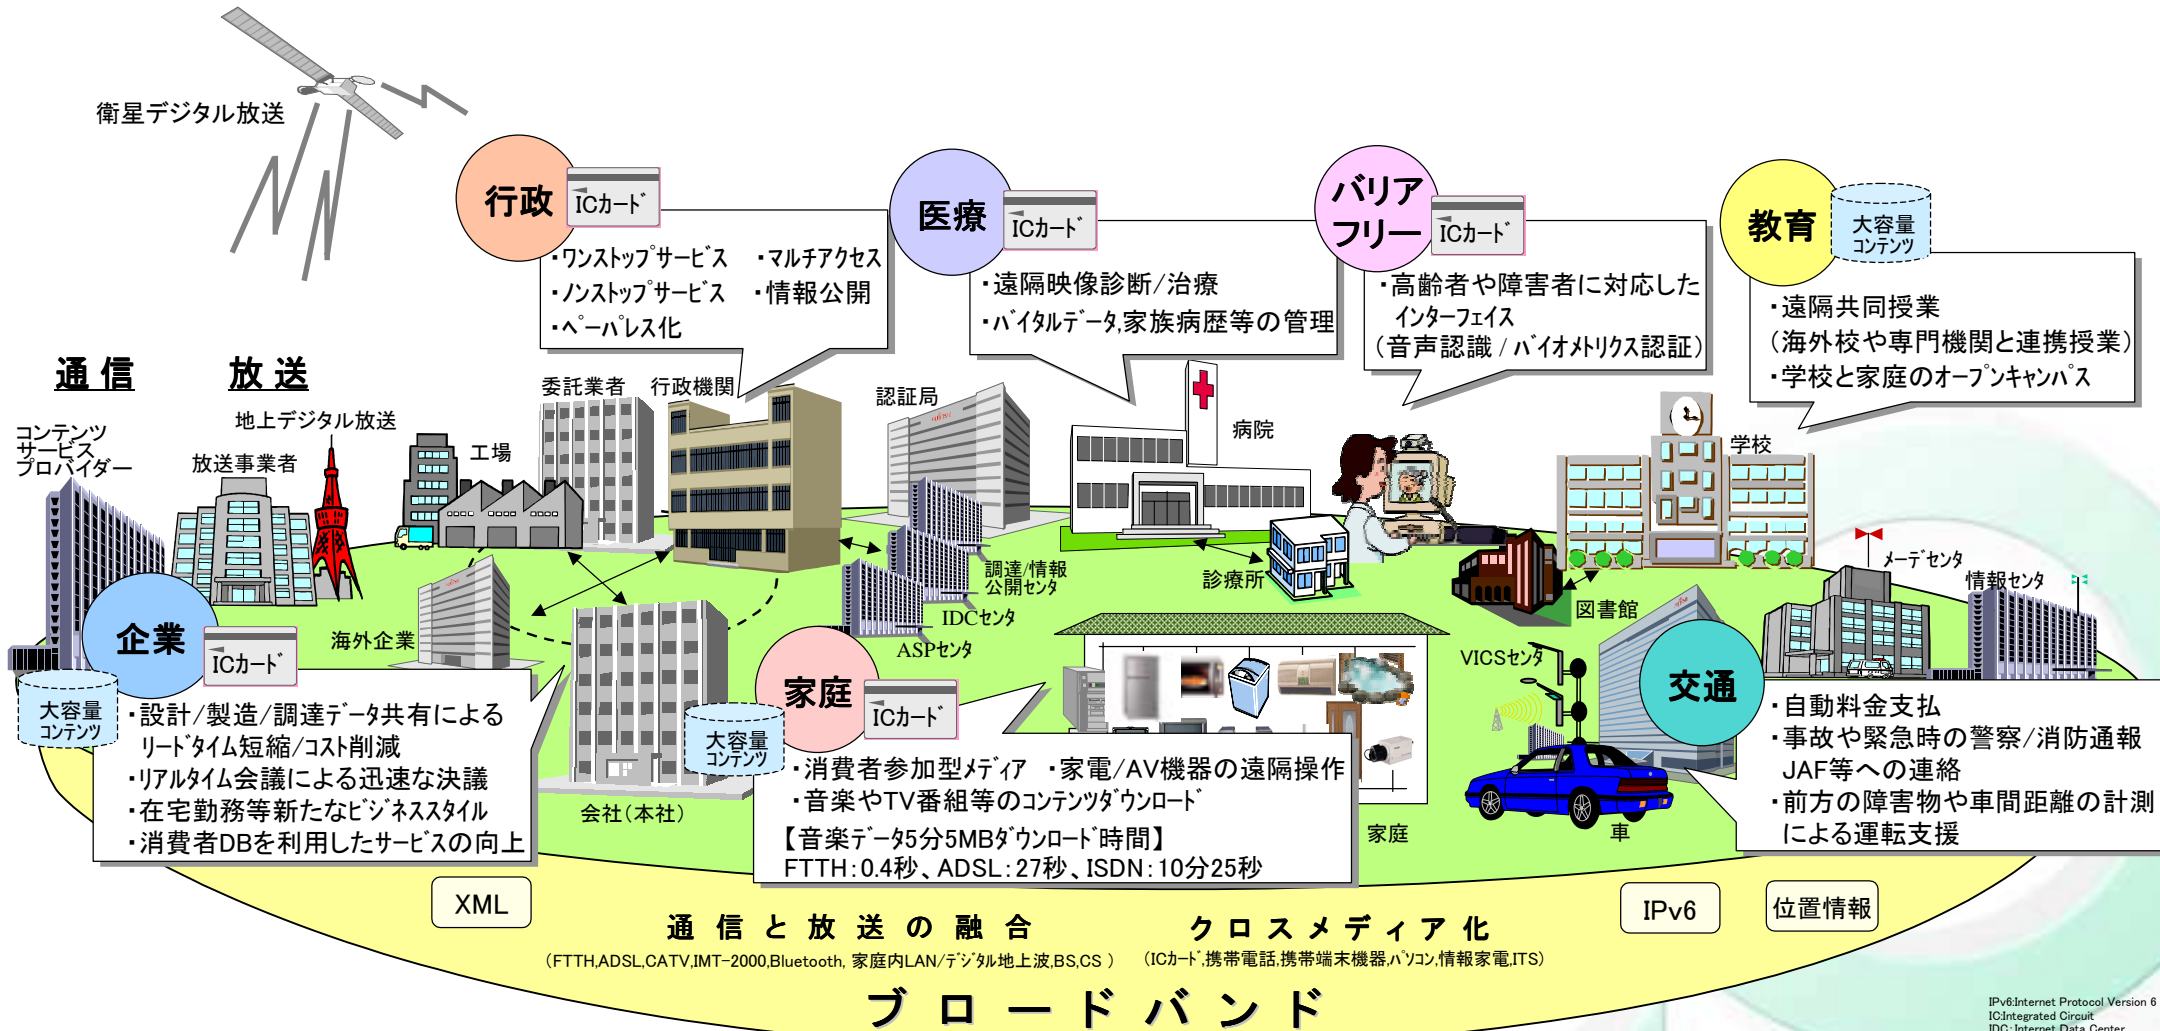 衛星デジタル放送
行政
ICカード
・ワンストップサービス ・マルチアクセス
・ノンストップサービス ・情報公開
・ペーパレス化
医療
ICカード
・遠隔映像診断/治療
・バイタルデータ,家族病歴等の管理
バリア
フリー
ICカード
・高齢者や障害者に対応した
インターフェイス
(音声認識 / バイオメトリクス認証)
教育
大容量
コンテンツ
・遠隔共同授業
(海外校や専門機関と連携授業)
・学校と家庭のオープンキャンパス
通信 放送
コンテンツ
サービス
プロバイダー
放送事業者
地上デジタル放送
工場
委託業者
行政機関
認証局
病院
学校
調達/情報
公開センタ
IDCセンタ
ASPセンタ
診療所
図書館
メーデセンタ
情報センタ
海外企業
VICSセンタ
企業
ICカード
大容量
コンテンツ
・設計/製造/調達データ共有による
リードタイム短縮/コスト削減
・リアルタイム会議による迅速な決議
・在宅勤務等新たなビジネススタイル
・消費者DBを利用したサービスの向上
会社(本社)
家庭
ICカード
大容量
コンテンツ
・消費者参加型メディア ・家電/AV機器の遠隔操作
・音楽やTV番組等のコンテンツダウンロード
【音楽データ5分5MBダウンロード時間】
FTTH:0.4秒、ADSL:27秒、ISDN:10分25秒
家庭
車
交通
・自動料金支払
・事故や緊急時の警察/消防通報
JAF等への連絡
・前方の障害物や車間距離の計測
による運転支援
XML
IPv6
位置情報
通信と放送の融合
(FTTH,ADSL,CATV,IMT-2000,Bluetooth, 家庭内LAN/デジタル地上波,BS,CS )
クロスメディア化
(ICカード,携帯電話,携帯端末機器,パソコン,情報家電,ITS)
ブロードバンド
IPv6:Internet Protocol Version 6
IC:Integrated Circuit
IDC: Internet Data Center